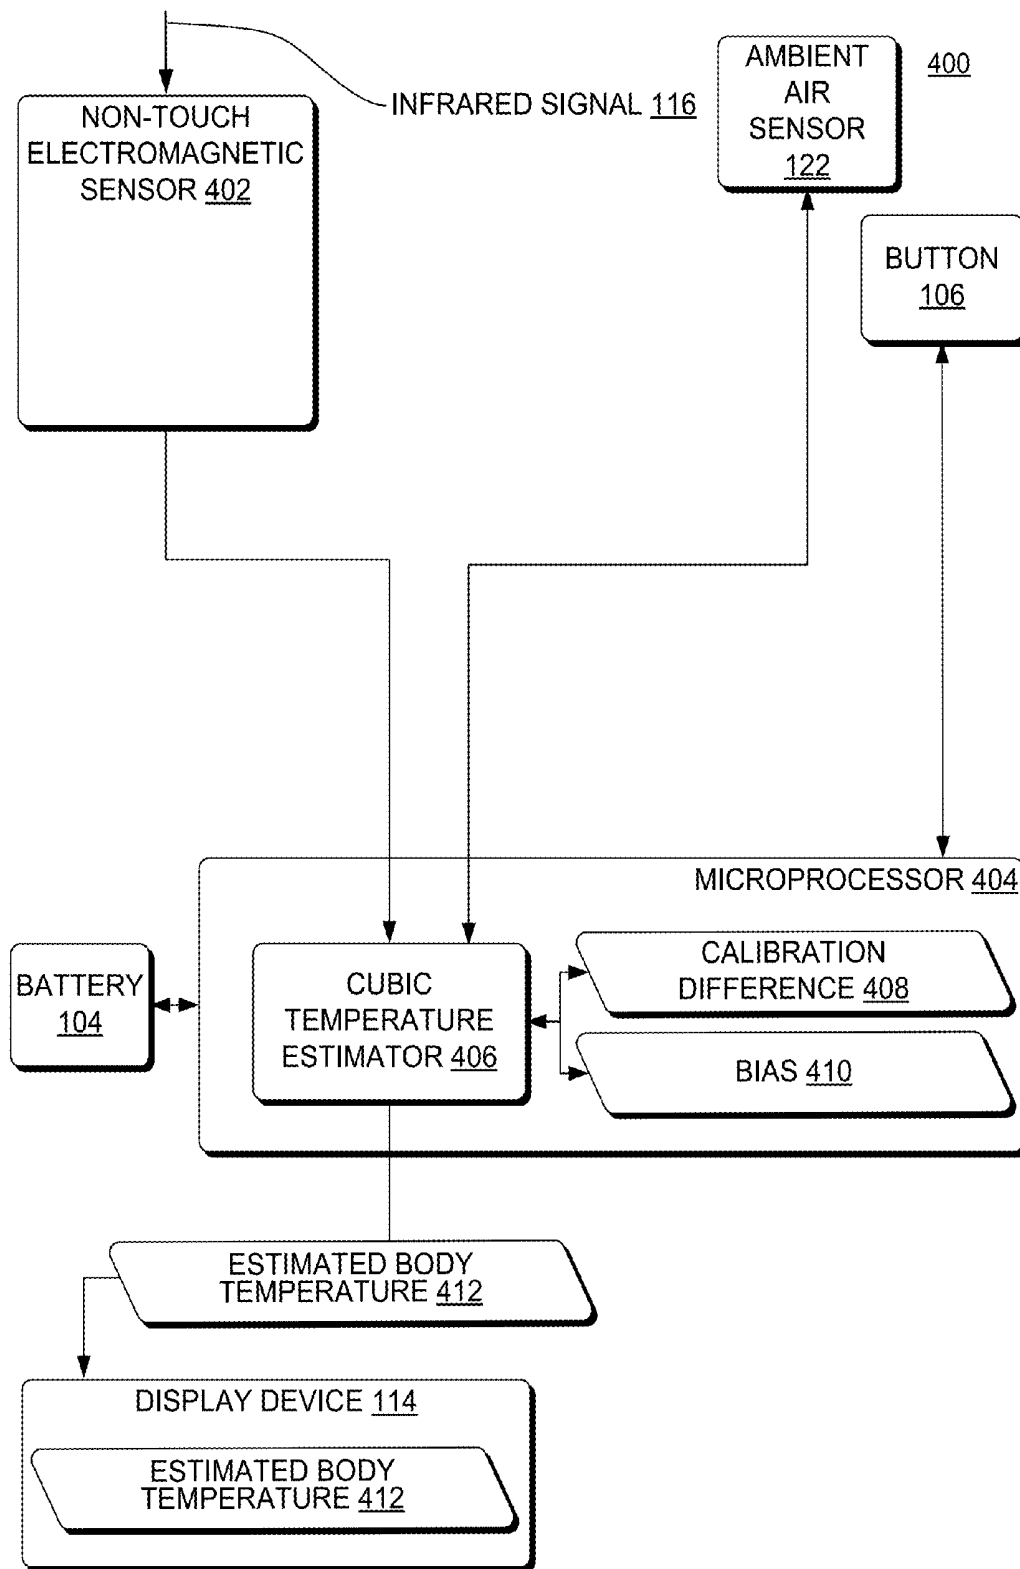 NON-TOUCH
ELECTROMAGNETIC
SENSOR 402
INFRARED SIGNAL 116
AMBIENT
AIR
SENSOR
122
400
BUTTON
106
MICROPROCESSOR 404
BATTERY
104
CUBIC
TEMPERATURE
ESTIMATOR 406
CALIBRATION
DIFFERENCE 408
BIAS 410
ESTIMATED BODY
TEMPERATURE 412
DISPLAY DEVICE 114
ESTIMATED BODY
TEMPERATURE 412